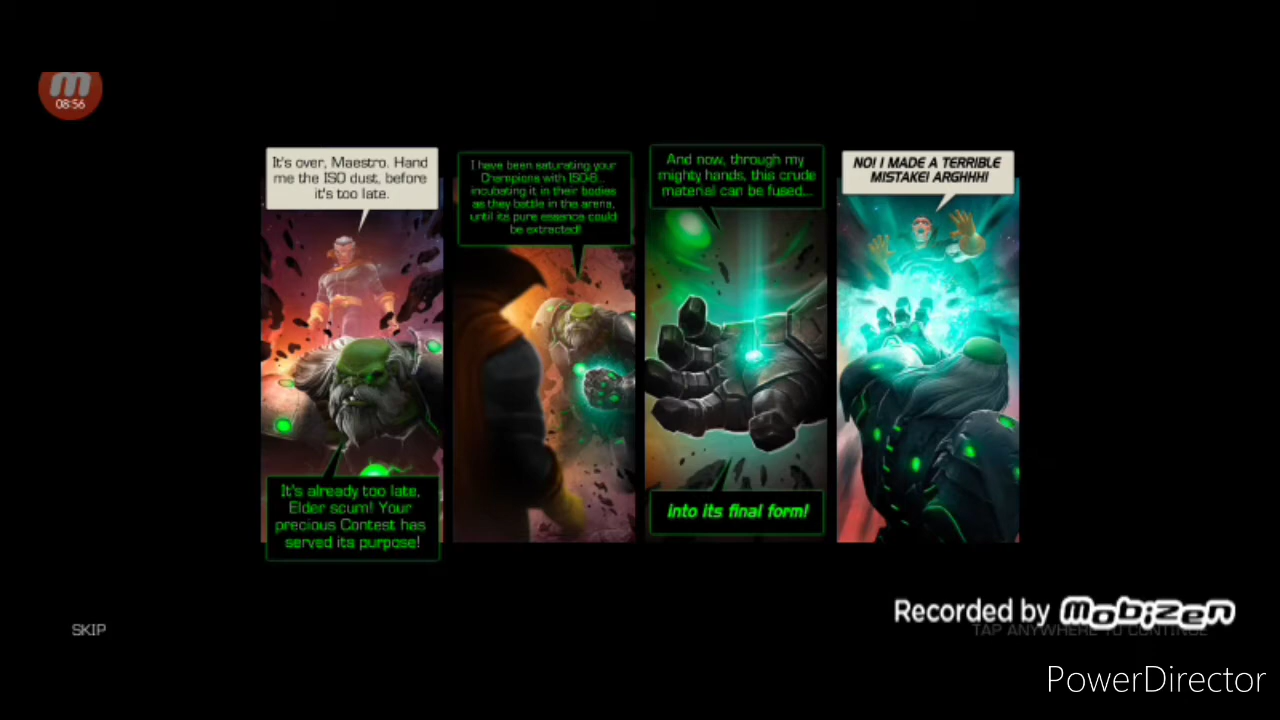 m
08:56
It's over, Maestro. Hand
me the ISO dust, before
it's too late.
It's already too late,
Elder scum! Your
precious Contest has
served its purpose!
I have been saturating your
Champions with ISO-8...
incubating it in their bodies
as they battle in the arena,
until its pure essence could
be extracted!
And now, through my
mighty hands, this crude
material can be fused...
into its final form!
NO! I MADE A TERRIBLE
MISTAKE! ARGHHH!
SKIP
Recorded by mobizen
TAP ANYWHERE TO CONTINUE
PowerDirector